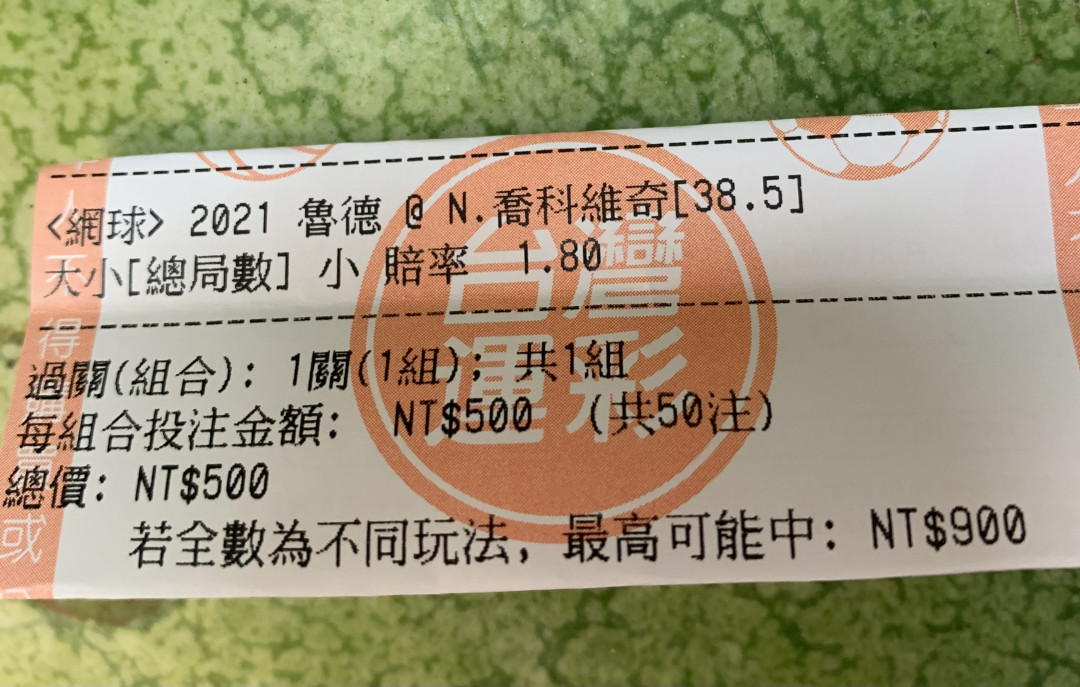 <網球> 2021 魯德 @ N.喬科維奇[38.5]
大小[總局數] 小 賠率 1.80
過關(組合): 1關(1組); 共1組
每組合投注金額: NT$500 (共50注)
總價: NT$500
若全數為不同玩法, 最高可能中: NT$900
台灣
運彩
人
得
或